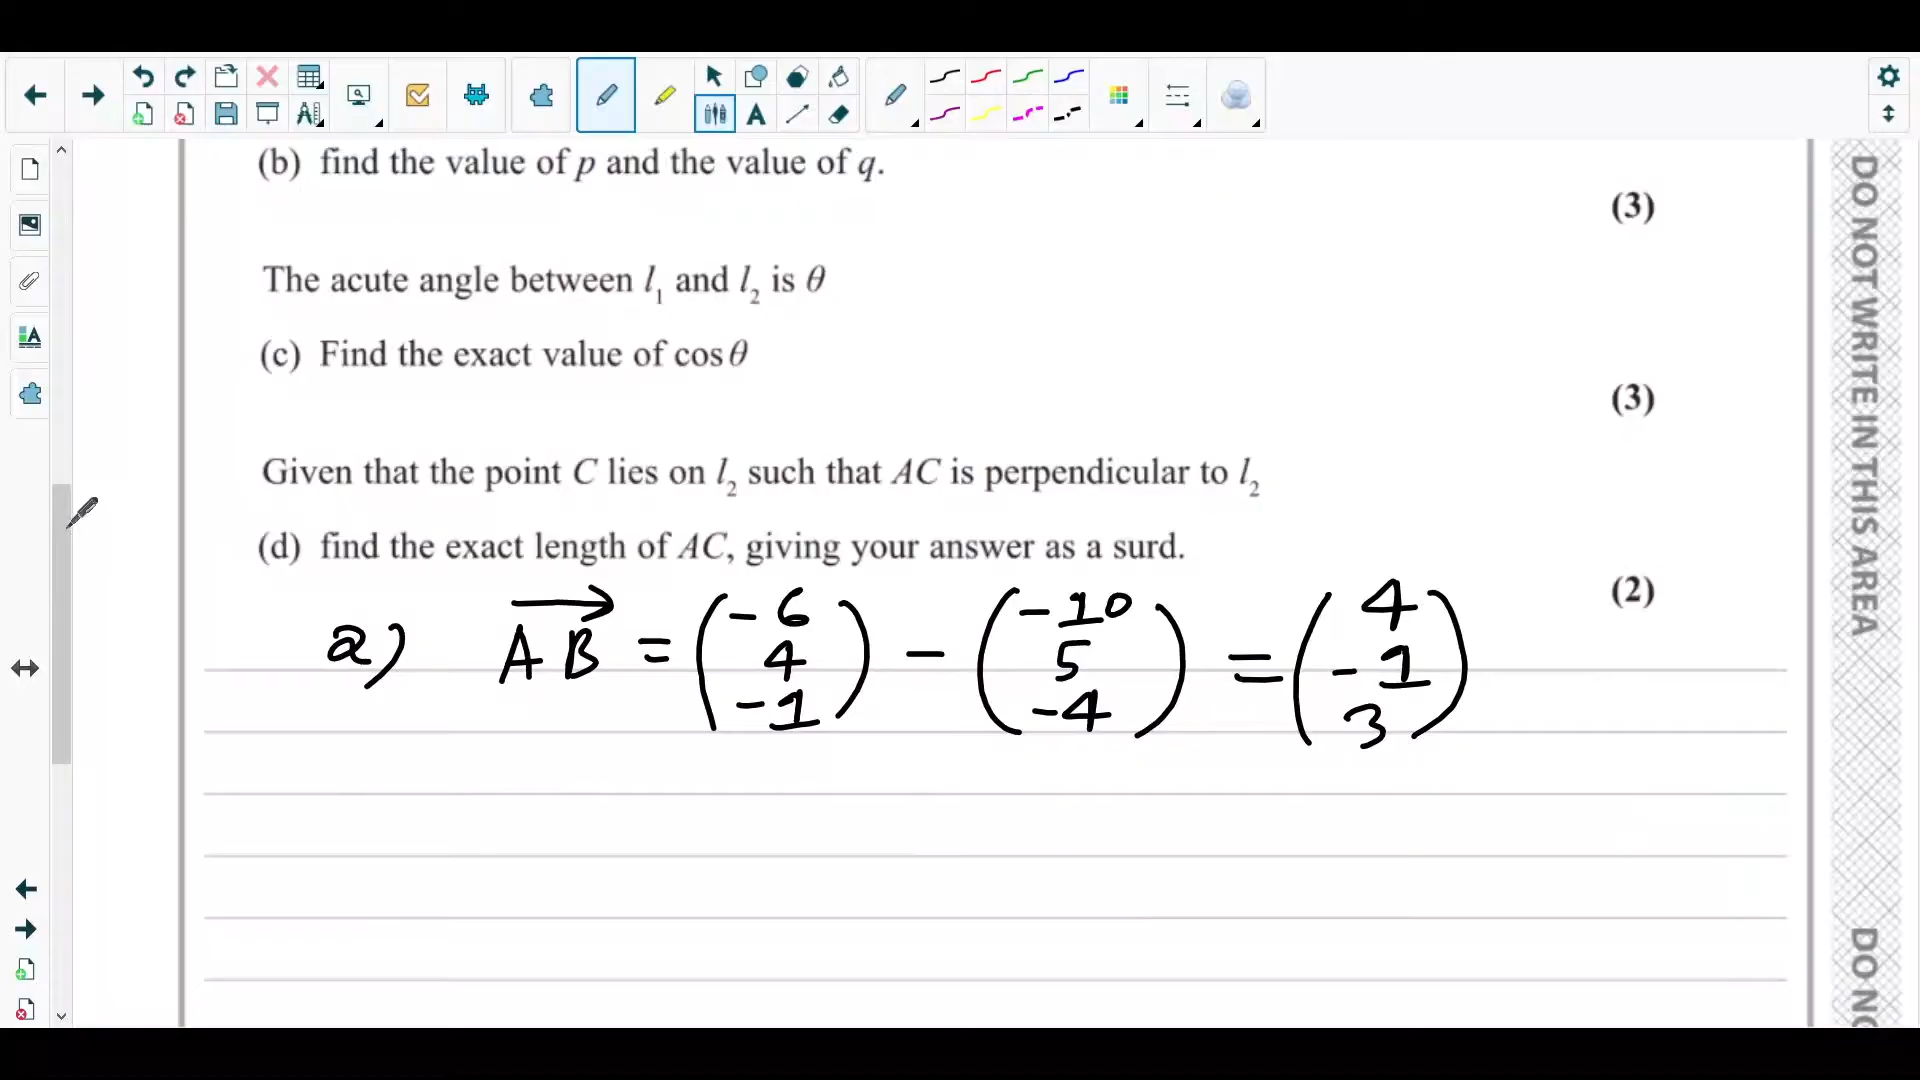 (b) find the value of p and the value of q.
(3)
The acute angle between l₁ and l₂ is θ
(c) Find the exact value of cosθ
(3)
Given that the point C lies on l₂ such that AC is perpendicular to l₂
(d) find the exact length of AC, giving your answer as a surd.
(2)
a) AB = (-6 4 -1) - (-10 5 -4) = (4 -1 3)
DO NOT WRITE IN THIS AREA
DO NO